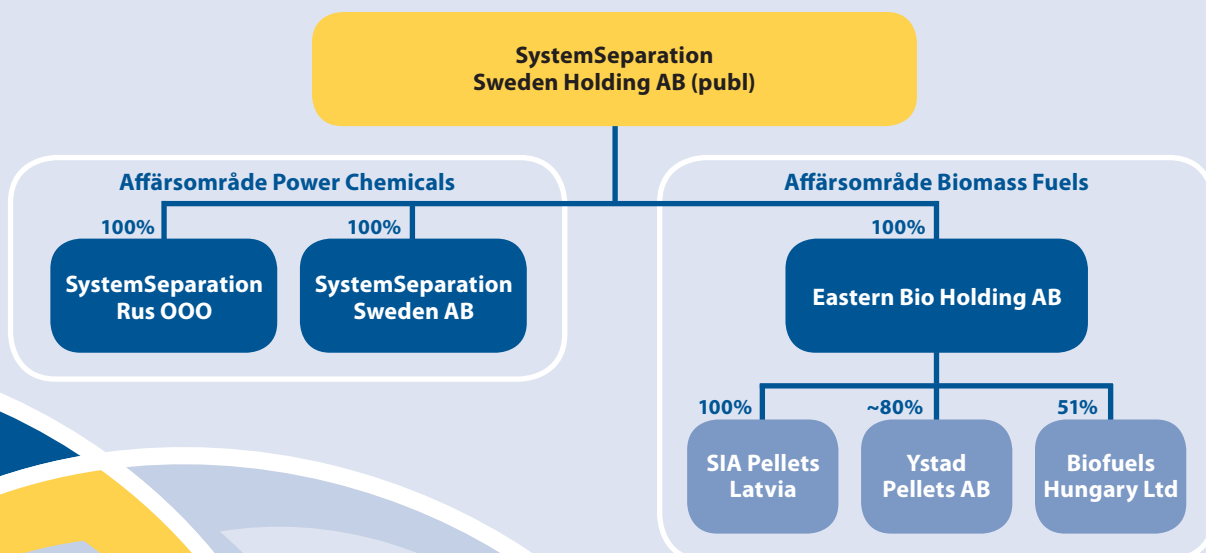 SystemSeparation
Sweden Holding AB (publ)
Affärsområde Power Chemicals
100%
SystemSeparation
Rus OOO
100%
SystemSeparation
Sweden AB
Affärsområde Biomass Fuels
100%
Eastern Bio Holding AB
100%
SIA Pellets
Latvia
~80%
Ystad
Pellets AB
51%
Biofuels
Hungary Ltd